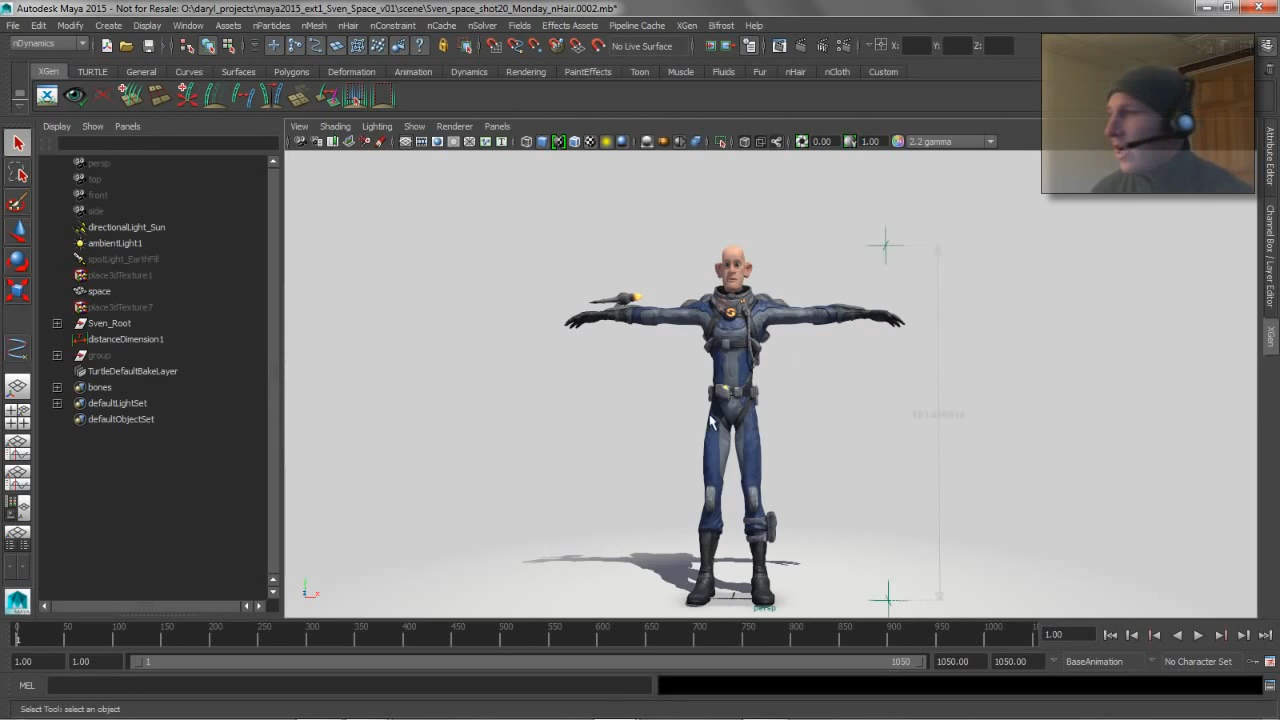 Autodesk Maya 2015 - Not for Resale: O:\daryl_projects\maya2015_ext1_Sven_Space_v01\scene\Sven_space_shot20_Monday_nHair.0002.mb*
File Edit Modify Create Display Window Assets nParticles nMesh nHair nConstraint nCache nSolver Fields Effects Assets Pipeline Cache XGen Bifrost Help
nDynamics No Live Surface X: Y: Z:
XGen TURTLE General Curves Surfaces Polygons Deformation Animation Dynamics Rendering PaintEffects Toon Muscle Fluids Fur nHair nCloth Custom
Display Show Panels
View Shading Lighting Show Renderer Panels
0.00 1.00 2.2 gamma
persp
top
front
side
directionalLight_Sun
ambientLight1
spotLight_EarthFill
place3dTexture1
space
place3dTexture7
Sven_Root
distanceDimension1
group
TurtleDefaultBakeLayer
bones
defaultLightSet
defaultObjectSet
persp
Attribute Editor
Channel Box / Layer Editor
XGen
0 50 100 150 200 250 300 350 400 450 500 550 600 650 700 750 800 850 900 950 1000
1 1.00
1.00 1.00 1 1050 1050.00 1050.00 BaseAnimation No Character Set
MEL
Select Tool: select an object